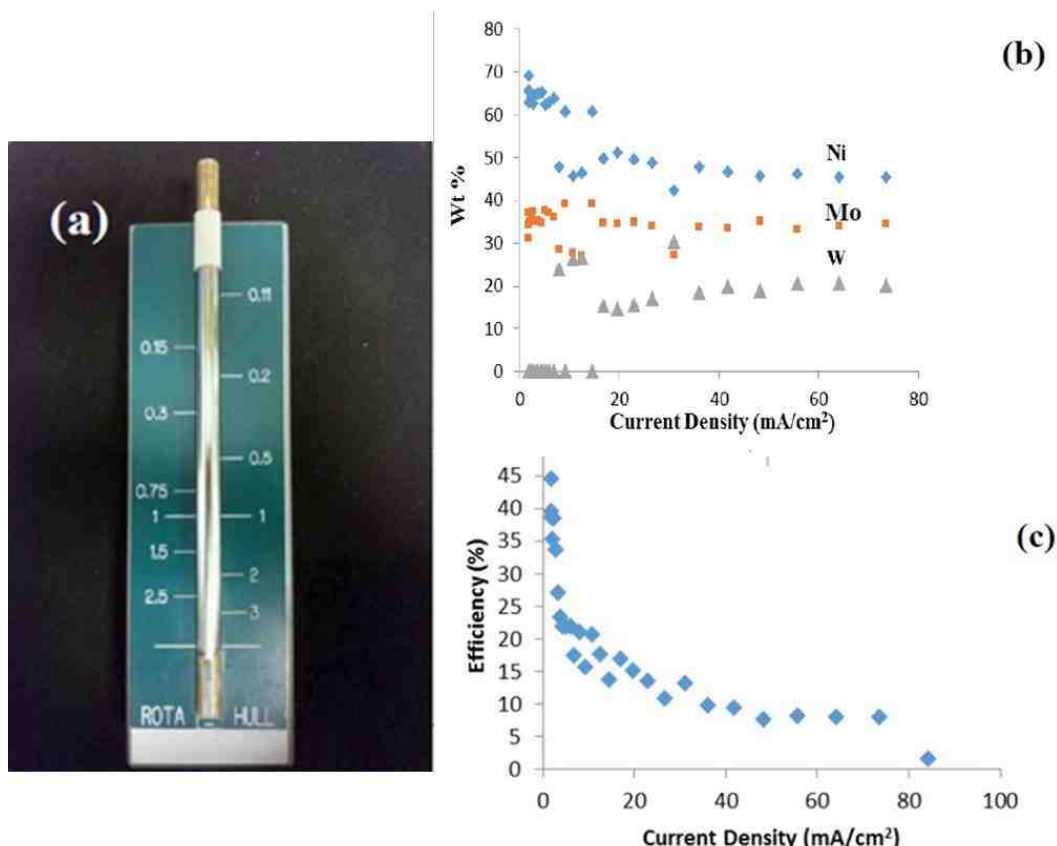 (a)
0.11
0.15
0.2
0.3
0.5
0.75
1 1
1.5
2
2.5
3
ROTA HULL
(b)
80
70
60
50
40
30
20
10
0
Wt %
Ni
Mo
W
0 20 40 60 80
Current Density (mA/cm²)
(c)
45
40
35
30
25
20
15
10
5
0
Efficiency (%)
0 20 40 60 80 100
Current Density (mA/cm²)